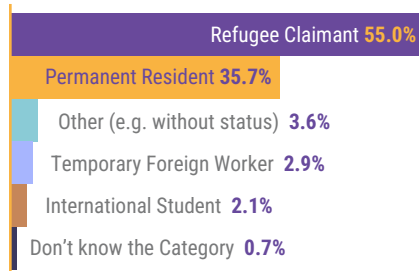 Refugee Claimant 55.0%
Permanent Resident 35.7%
Other (e.g. without status) 3.6%
Temporary Foreign Worker 2.9%
International Student 2.1%
Don’t know the Category 0.7%